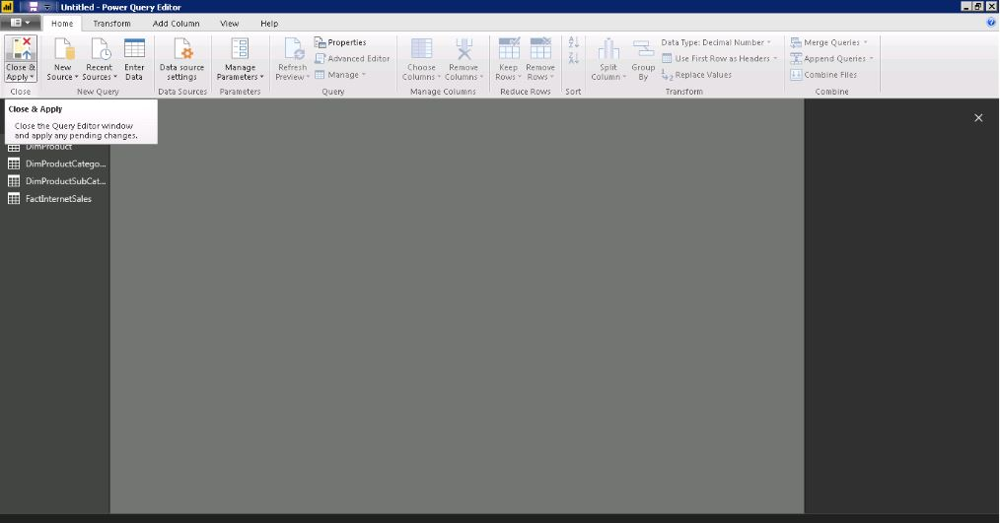 Untitled - Power Query Editor
Home Transform Add Column View Help
Close & Apply
New Source
Recent Sources
Enter Data
Data source settings
Manage Parameters
Refresh Preview
Properties
Advanced Editor
Manage
Choose Columns
Remove Columns
Keep Rows
Remove Rows
Split Column
Group By
Data Type: Decimal Number
Use First Row as Headers
Replace Values
Merge Queries
Append Queries
Combine Files
Close New Query Data Sources Parameters Query Manage Columns Reduce Rows Sort Transform Combine
Close & Apply
Close the Query Editor window
and apply any pending changes.
DimProduct
DimProductCatego...
DimProductSubCat...
FactInternetSales